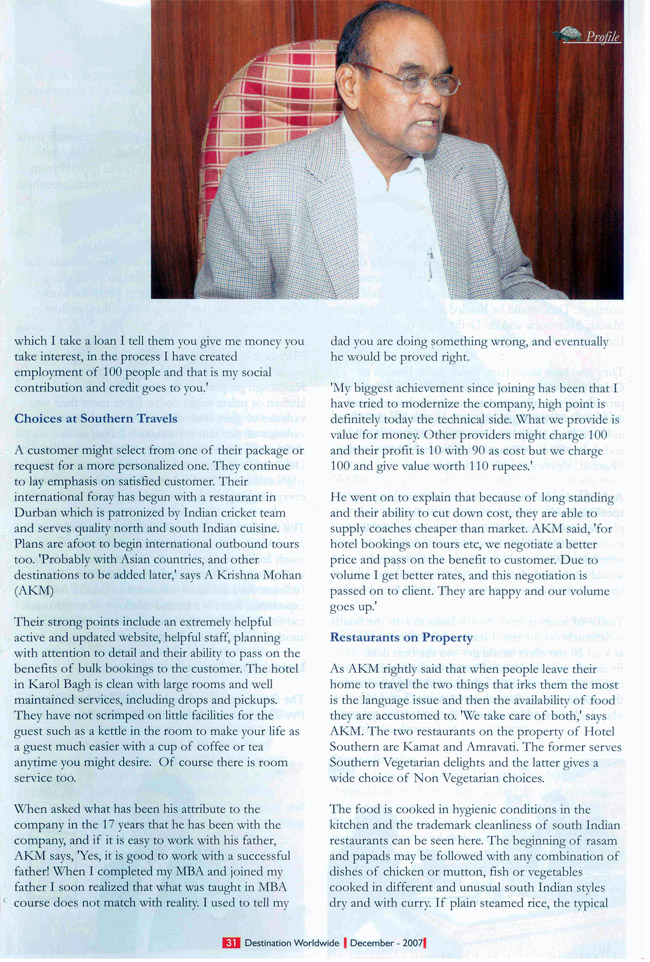 Profile
which I take a loan I tell them you give me money you
take interest, in the process I have created
employment of 100 people and that is my social
contribution and credit goes to you.'
Choices at Southern Travels
A customer might select from one of their package or
request for a more personalized one. They continue
to lay emphasis on satisfied customer. Their
international foray has begun with a restaurant in
Durban which is patronized by Indian cricket team
and serves quality north and south Indian cuisine.
Plans are afoot to begin international outbound tours
too. 'Probably with Asian countries, and other
destinations to be added later,' says A Krishna Mohan
(AKM)
Their strong points include an extremely helpful
active and updated website, helpful staff, planning
with attention to detail and their ability to pass on the
benefits of bulk bookings to the customer. The hotel
in Karol Bagh is clean with large rooms and well
maintained services, including drops and pickups.
They have not scrimped on little facilities for the
guest such as a kettle in the room to make your life as
a guest much easier with a cup of coffee or tea
anytime you might desire. Of course there is room
service too.
When asked what has been his attribute to the
company in the 17 years that he has been with the
company, and if it is easy to work with his father,
AKM says, 'Yes, it is good to work with a successful
father! When I completed my MBA and joined my
father I soon realized that what was taught in MBA
course does not match with reality. I used to tell my
dad you are doing something wrong, and eventually
he would be proved right.
'My biggest achievement since joining has been that I
have tried to modernize the company, high point is
definitely today the technical side. What we provide is
value for money. Other providers might charge 100
and their profit is 10 with 90 as cost but we charge
100 and give value worth 110 rupees.'
He went on to explain that because of long standing
and their ability to cut down cost, they are able to
supply coaches cheaper than market. AKM said, 'for
hotel bookings on tours etc, we negotiate a better
price and pass on the benefit to customer. Due to
volume I get better rates, and this negotiation is
passed on to client. They are happy and our volume
goes up.'
Restaurants on Property
As AKM rightly said that when people leave their
home to travel the two things that irks them the most
is the language issue and then the availability of food
they are accustomed to. 'We take care of both,' says
AKM. The two restaurants on the property of Hotel
Southern are Kamat and Amravati. The former serves
Southern Vegetarian delights and the latter gives a
wide choice of Non Vegetarian choices.
The food is cooked in hygienic conditions in the
kitchen and the trademark cleanliness of south Indian
restaurants can be seen here. The beginning of rasam
and papads may be followed with any combination of
dishes of chicken or mutton, fish or vegetables
cooked in different and unusual south Indian styles
dry and with curry. If plain steamed rice, the typical
31 Destination Worldwide | December - 2007|